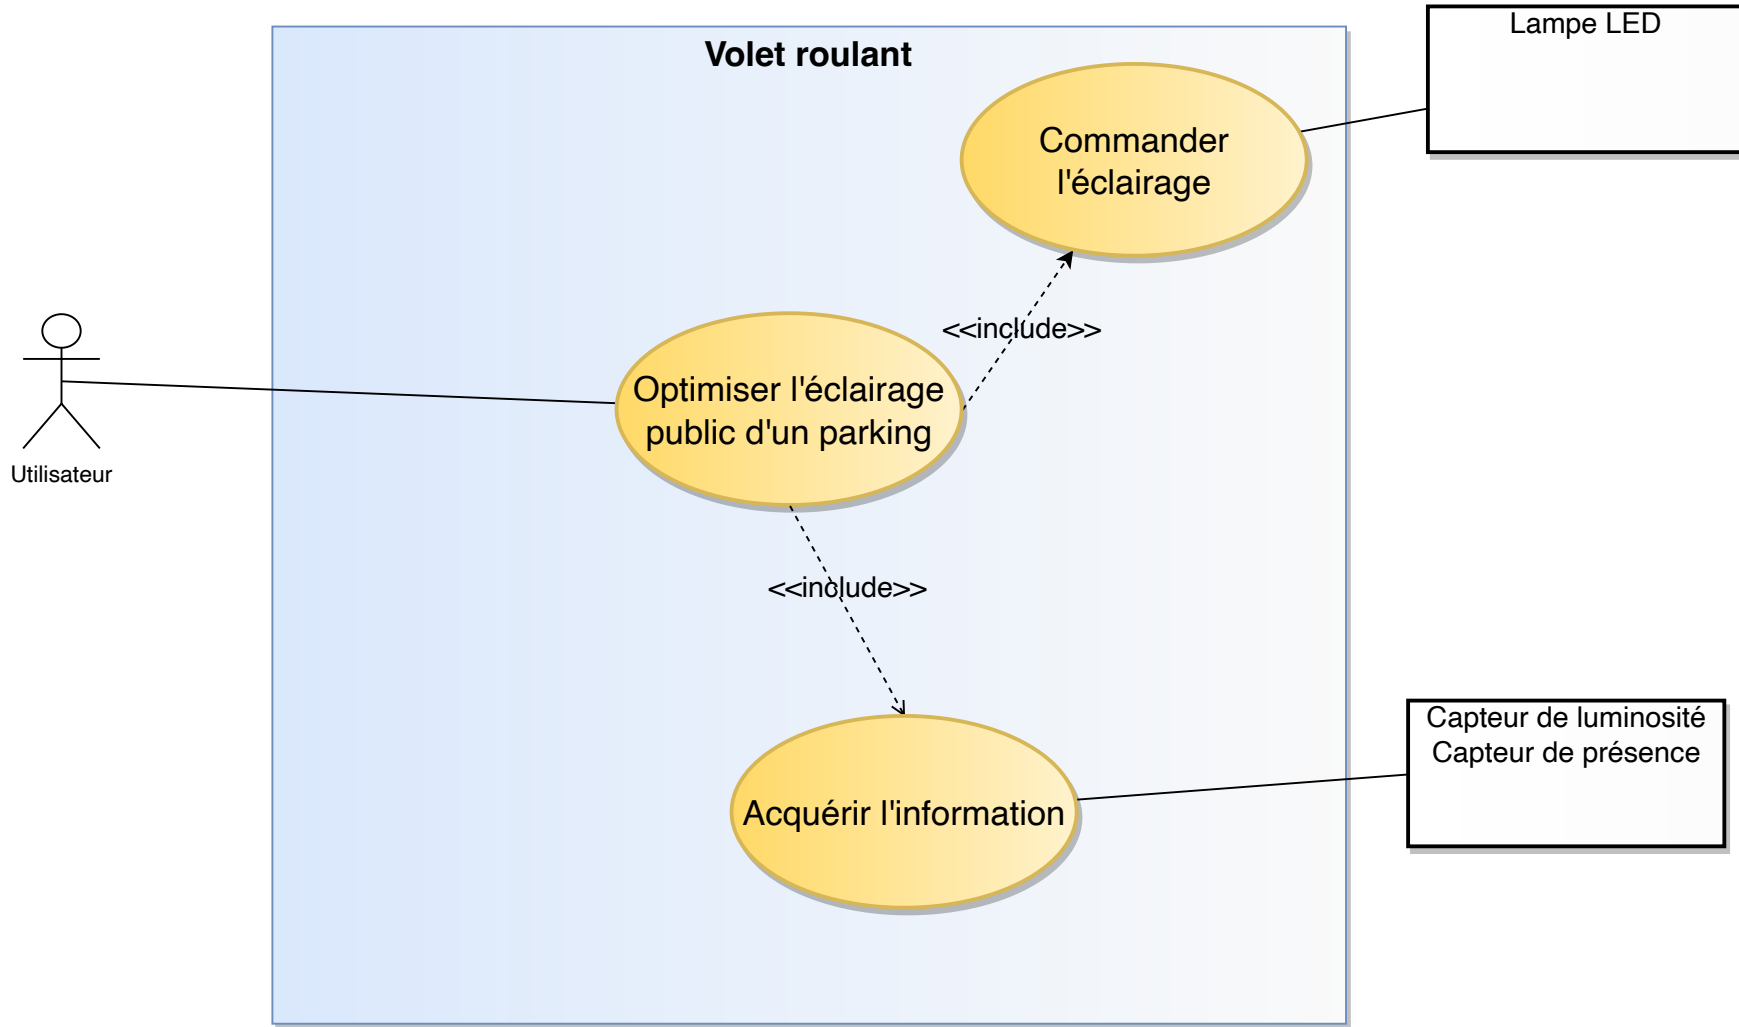 Lampe LED
Volet roulant
Commander
l'éclairage
<<include>>
Optimiser l'éclairage
public d'un parking
Utilisateur
<<include>>
Capteur de luminosité
Capteur de présence
Acquérir l'information